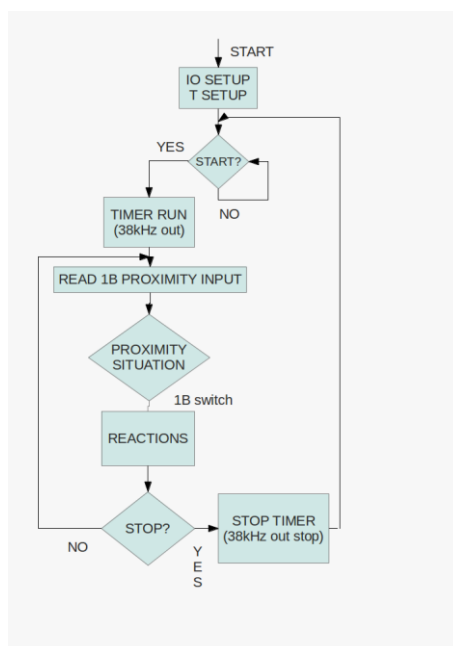 START
IO SETUP
T SETUP
YES
START?
NO
TIMER RUN
(38kHz out)
READ 1B PROXIMITY INPUT
PROXIMITY
SITUATION
1B switch
REACTIONS
STOP?
NO
Y
E
S
STOP TIMER
(38kHz out stop)